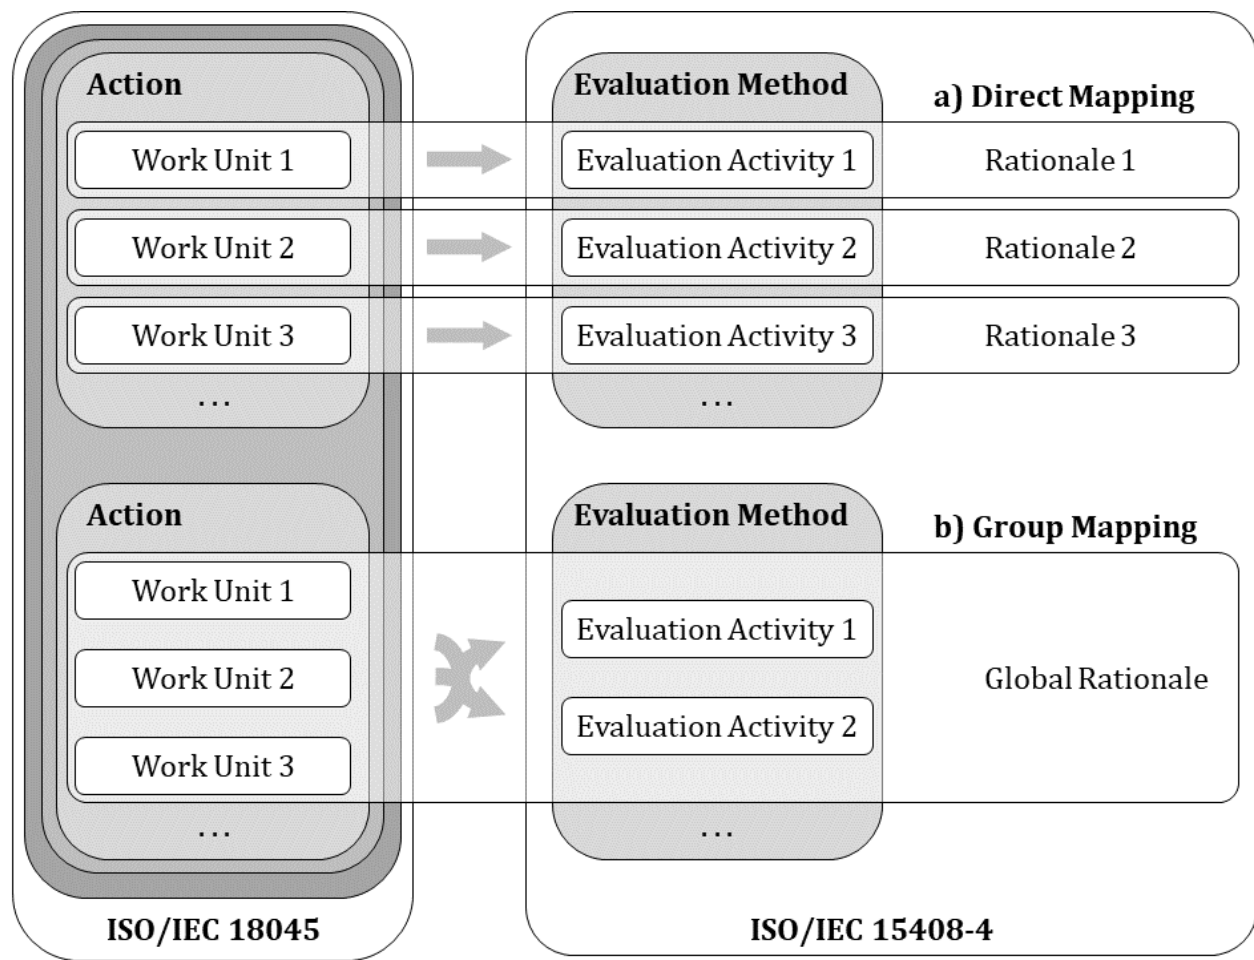 Action
Evaluation Method
a) Direct Mapping
Work Unit 1
Evaluation Activity 1
Rationale 1
Work Unit 2
Evaluation Activity 2
Rationale 2
Work Unit 3
Evaluation Activity 3
Rationale 3
...
...
Action
Evaluation Method
b) Group Mapping
Work Unit 1
Evaluation Activity 1
Work Unit 2
Global Rationale
Evaluation Activity 2
Work Unit 3
...
...
ISO/IEC 18045
ISO/IEC 15408-4